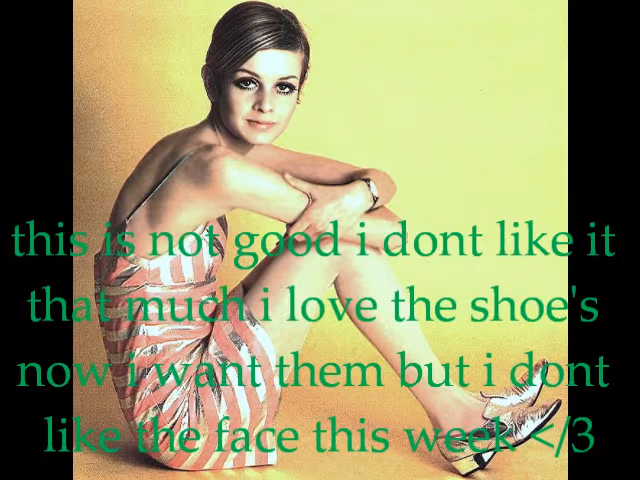 this is not good i dont like it
that much i love the shoe's
now i want them but i dont
like the face this week </3